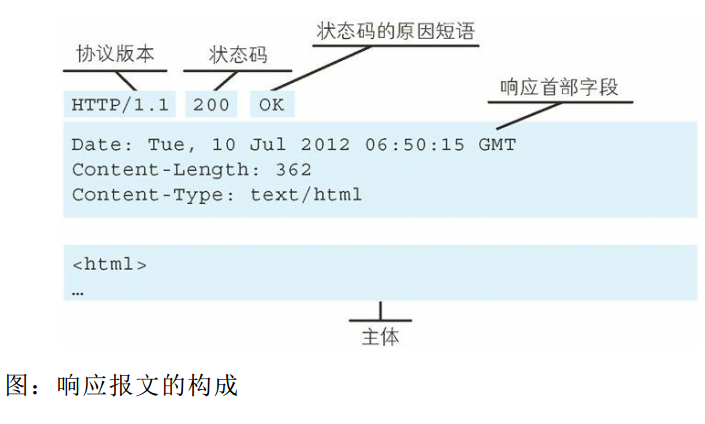 状态码的原因短语
协议版本
状态码
HTTP/1.1 200 OK
响应首部字段
Date: Tue, 10 Jul 2012 06:50:15 GMT
Content-Length: 362
Content-Type: text/html
<html>
…
主体
图：响应报文的构成